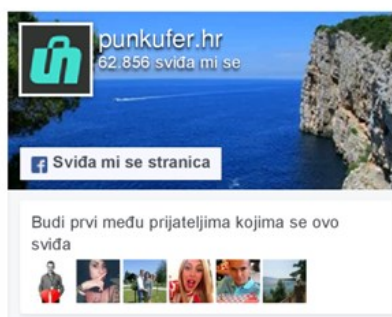 punkufer.hr
62.856 sviđa mi se
Sviđa mi se stranica
Budi prvi među prijateljima kojima se ovo
sviđa